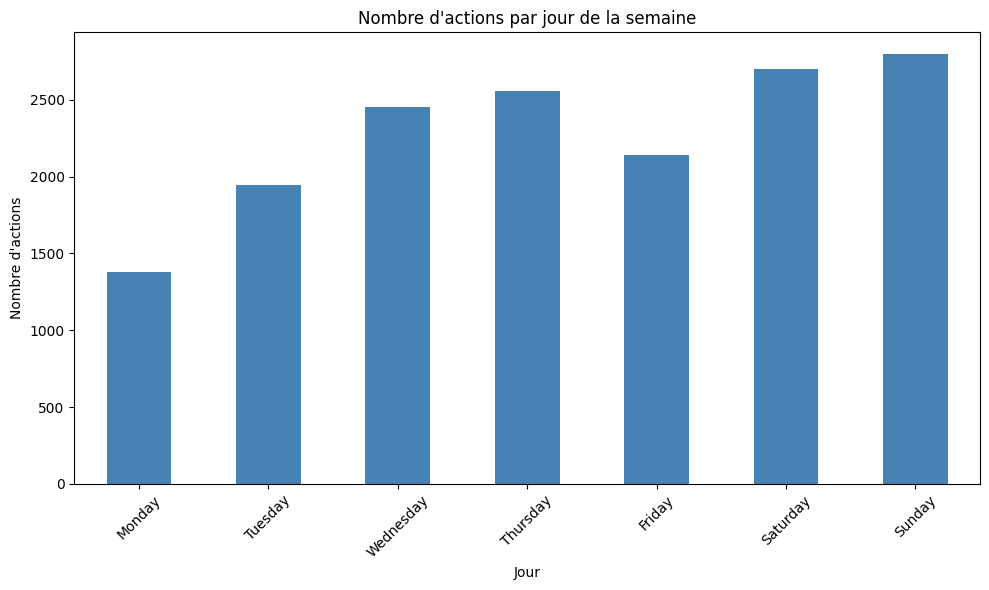 Nombre d'actions par jour de la semaine
Nombre d'actions
2500
2000
1500
1000
500
0
Monday
Tuesday
Wednesday
Thursday
Friday
Saturday
Sunday
Jour